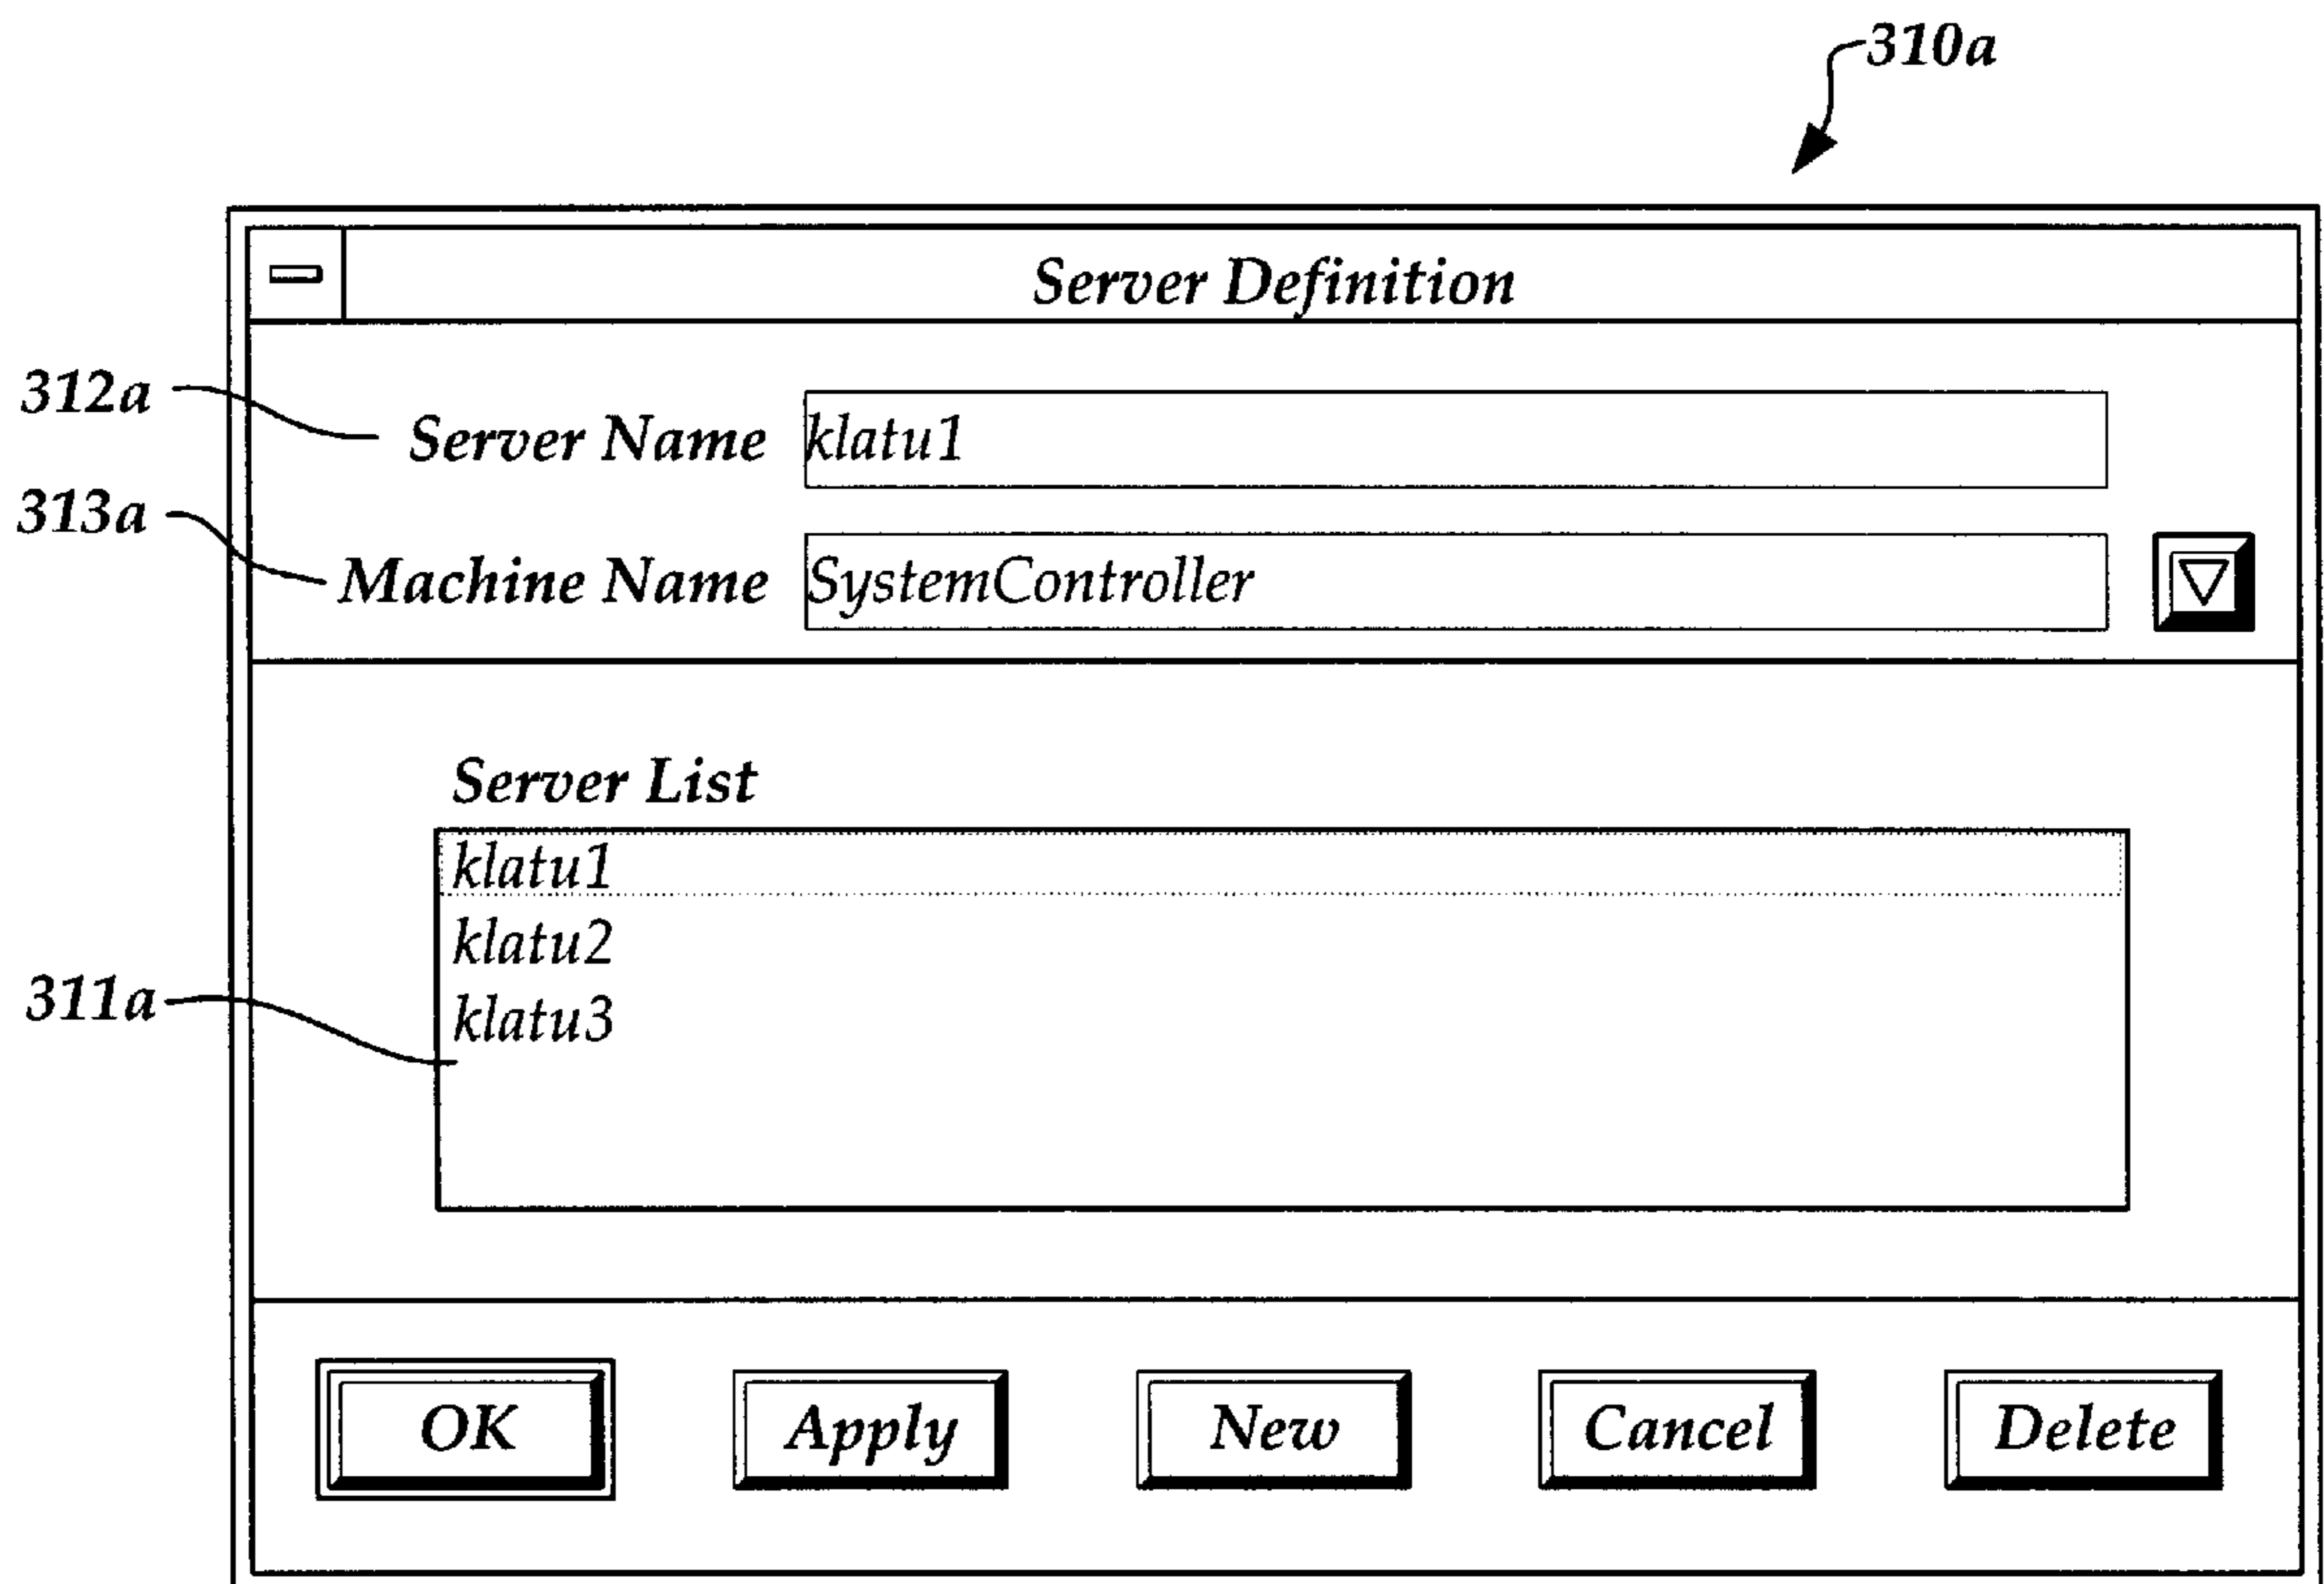 310a
Server Definition
312a
Server Name klatu1
313a
Machine Name SystemController
Server List
klatu1
klatu2
311a
klatu3
OK Apply New Cancel Delete